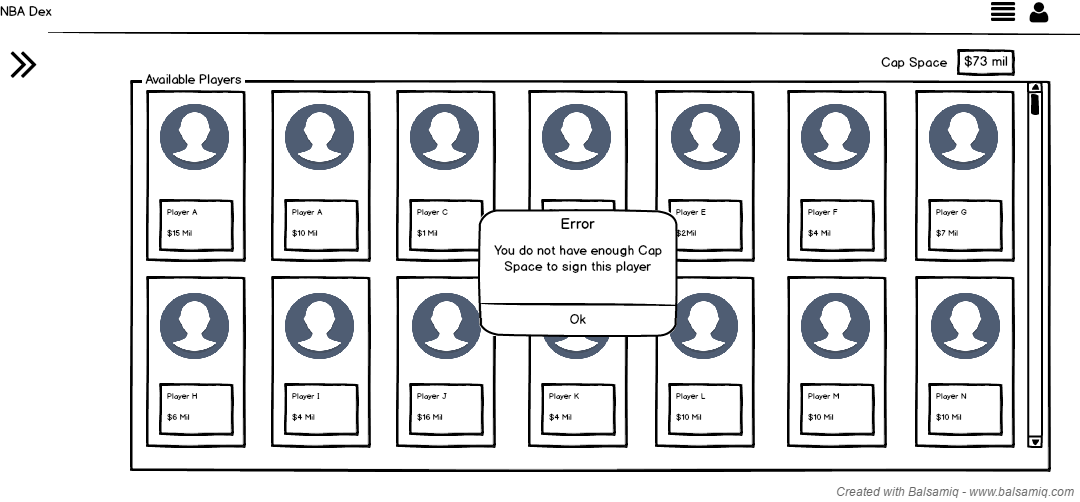 NBA Dex
Cap Space $73 mil
Available Players
Player A
$15 Mil
Player A
$10 Mil
Player C
$1 Mil
Player E
$2Mil
Player F
$4 Mil
Player G
$7 Mil
Error
You do not have enough Cap
Space to sign this player
Ok
Player H
$6 Mil
Player I
$4 Mil
Player J
$16 Mil
Player K
$4 Mil
Player L
$10 Mil
Player M
$10 Mil
Player N
$10 Mil
Created with Balsamiq - www.balsamiq.com